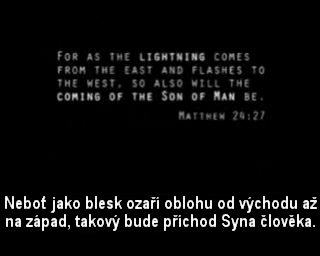 FOR AS THE LIGHTNING COMES
FROM THE EAST AND FLASHES TO
THE WEST, SO ALSO WILL THE
COMING OF THE SON OF MAN BE.
MATTHEW 24:27
Neboť jako blesk ozaří oblohu od východu až
na západ, takový bude příchod Syna člověka.